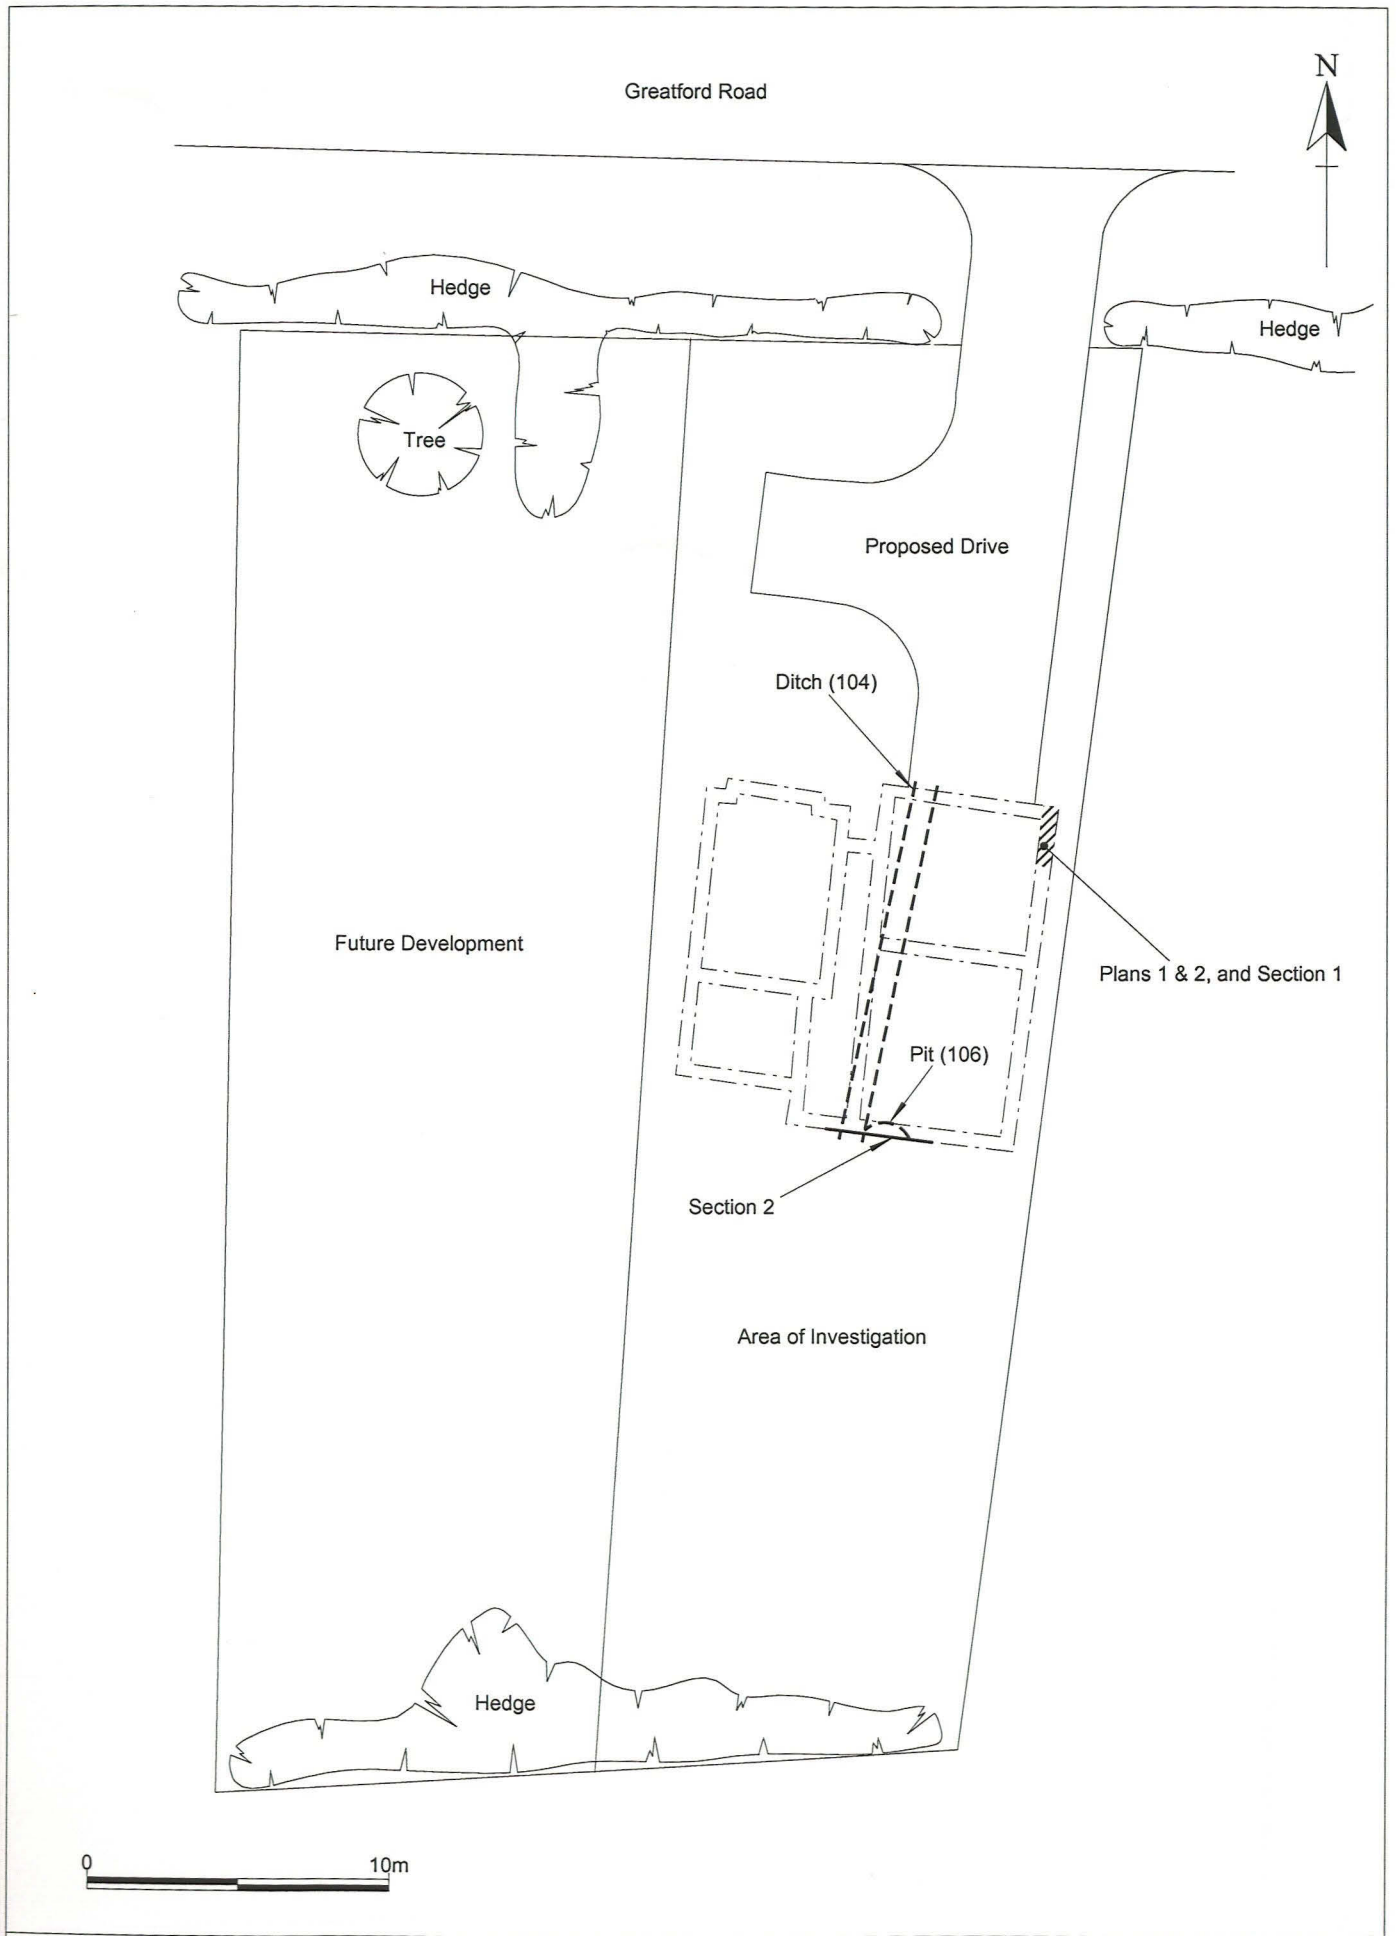 N
Greatford Road
Hedge
Hedge
Tree
Proposed Drive
Ditch (104)
Future Development
Plans 1 & 2, and Section 1
Pit (106)
Section 2
Area of Investigation
Hedge
0 10m